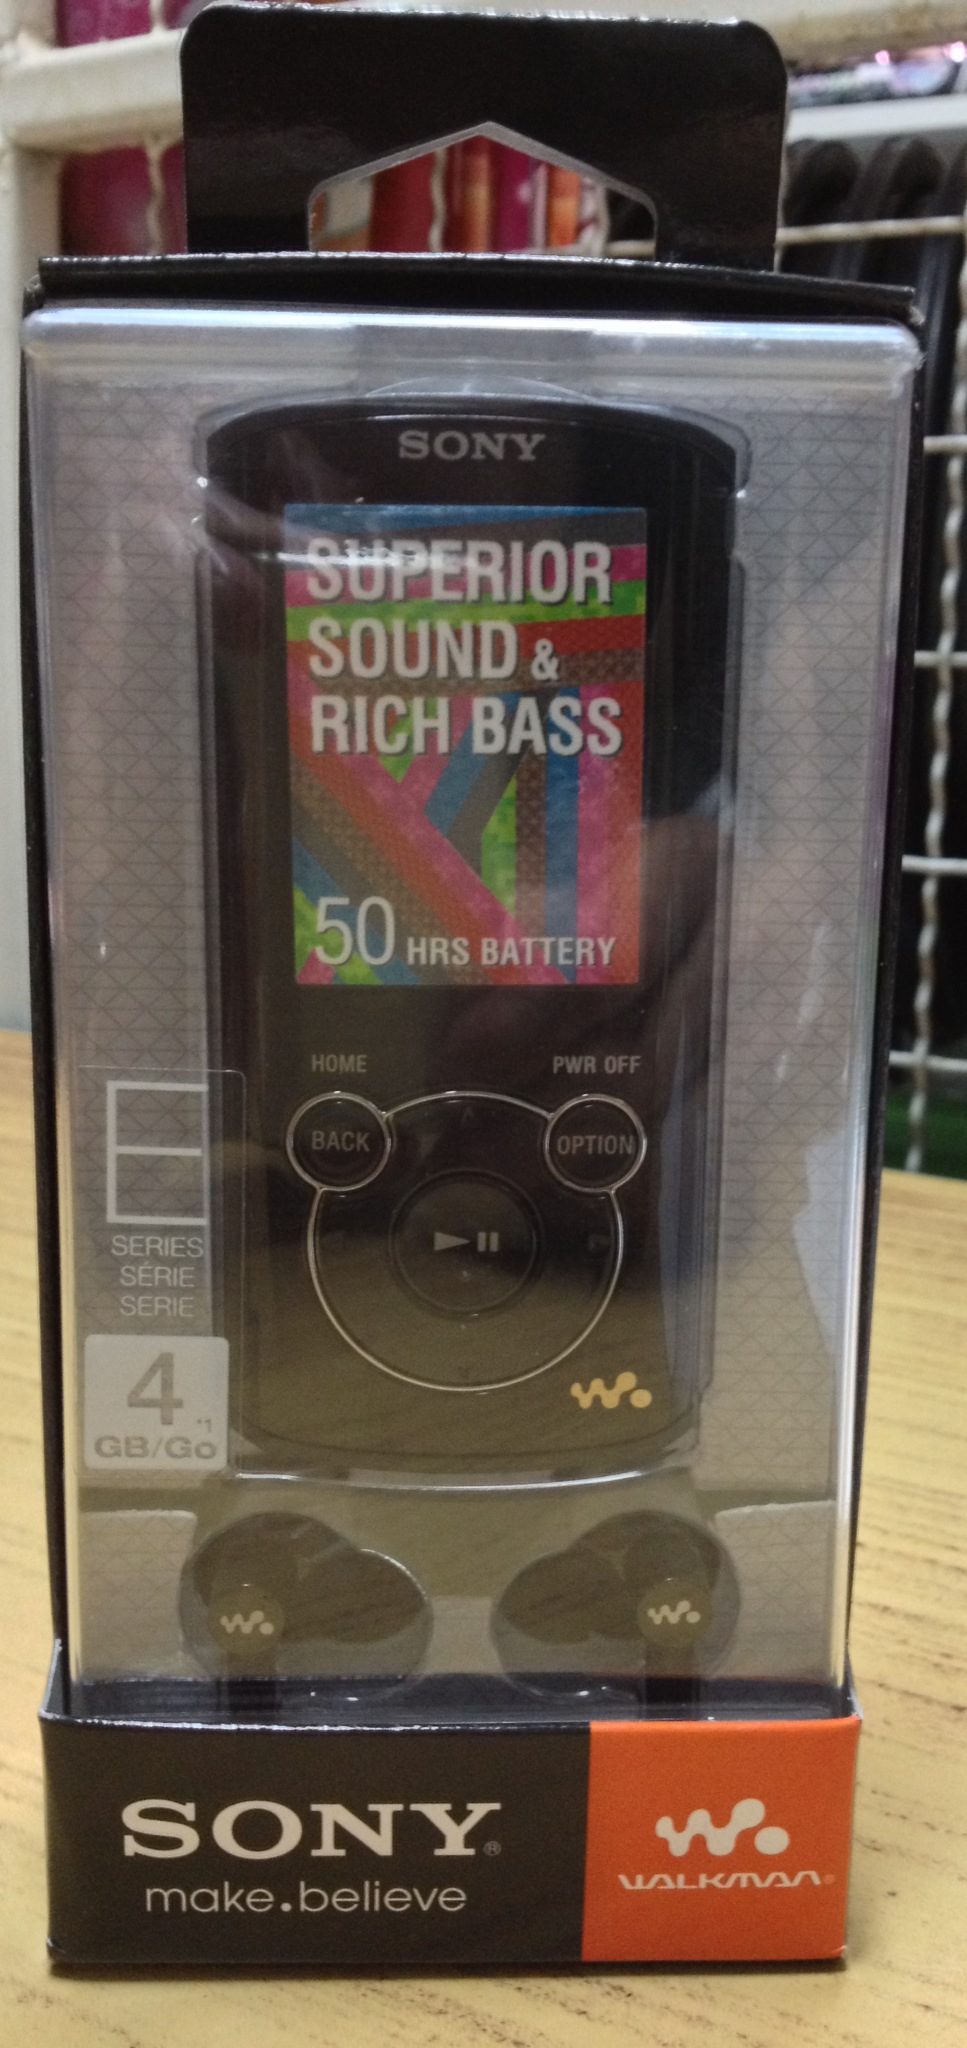 SONY
SUPERIOR
SOUND &
RICH BASS
50 HRS BATTERY
HOME
PWR OFF
BACK
OPTION
E
SERIES
SÉRIE
SERIE
4
GB/Go *1
SONY®
make.believe
WALKMAN®